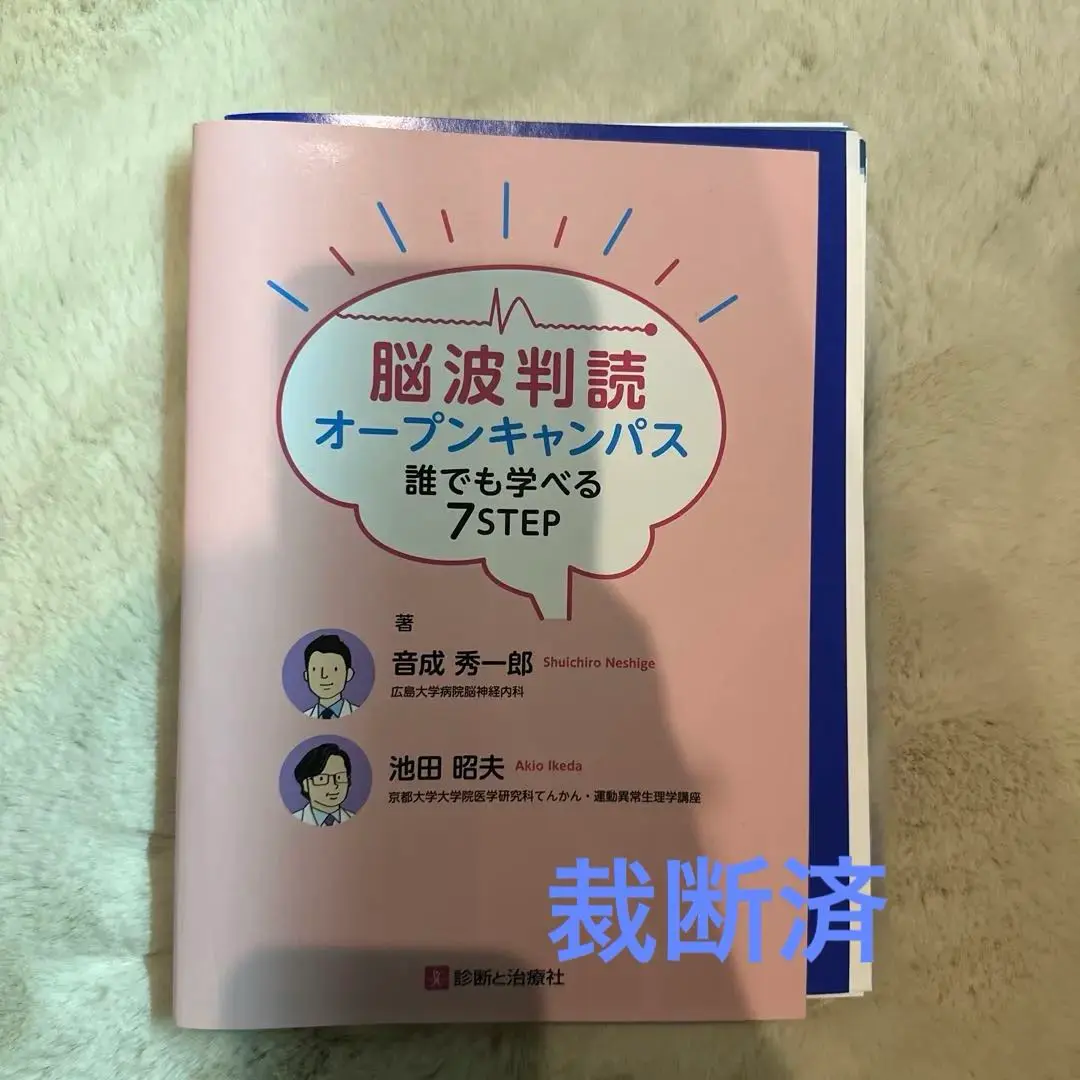 脳波判読
オープンキャンパス
誰でも学べる
7STEP
著
音成 秀一郎 Shuichiro Neshige
広島大学病院脳神経内科
池田 昭夫 Akio Ikeda
京都大学大学院医学研究科てんかん・運動異常生理学講座
裁断済
診断と治療社